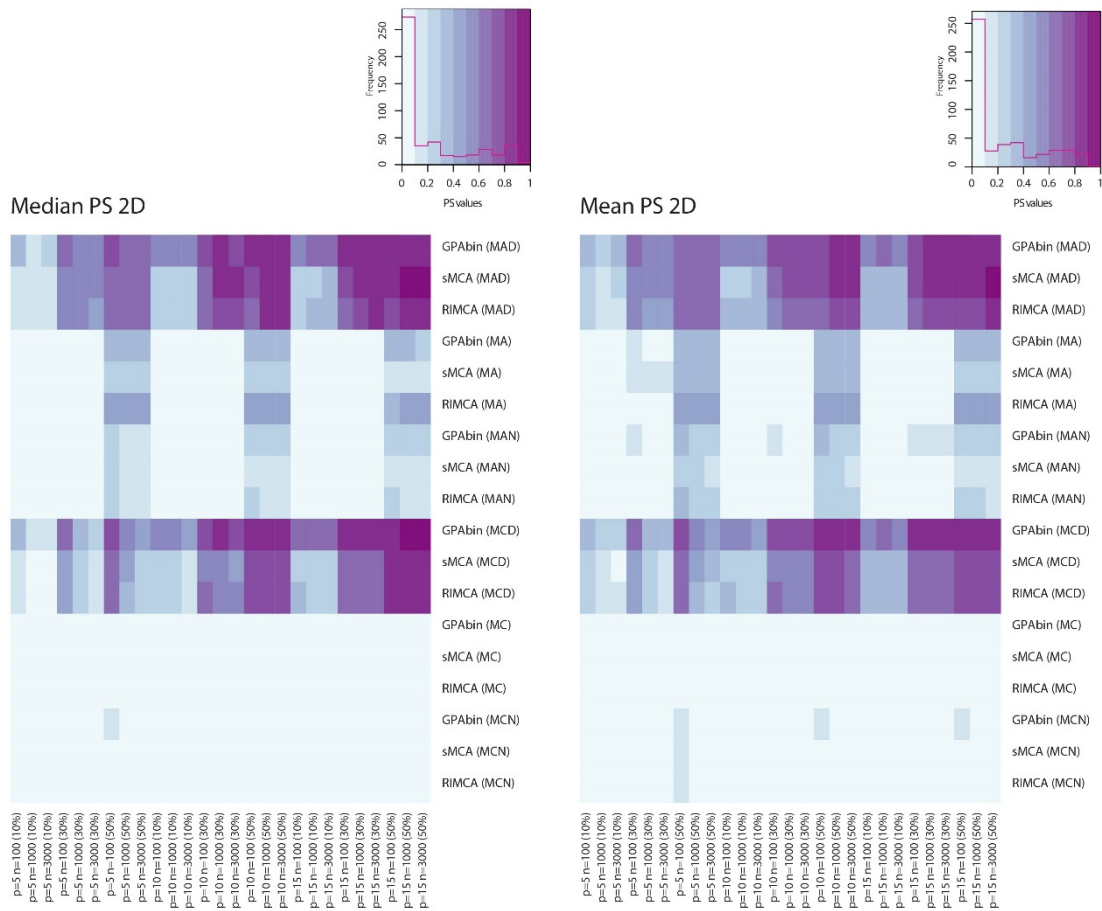 250
200
150
100
50
0
Frequency
0 0.2 0.4 0.6 0.8 1
PS values
250
200
150
100
50
0
Frequency
0 0.2 0.4 0.6 0.8 1
PS values
Median PS 2D
GPAbin (MAD)
sMCA (MAD)
RIMCA (MAD)
GPAbin (MA)
sMCA (MA)
RIMCA (MA)
GPAbin (MAN)
sMCA (MAN)
RIMCA (MAN)
GPAbin (MCD)
sMCA (MCD)
RIMCA (MCD)
GPAbin (MC)
sMCA (MC)
RIMCA (MC)
GPAbin (MCN)
sMCA (MCN)
RIMCA (MCN)
p=5 n=100 (10%)
p=5 n=1000 (10%)
p=5 n=3000 (10%)
p=5 n=100 (30%)
p=5 n=1000 (30%)
p=5 n=3000 (30%)
p=5 n=100 (50%)
p=5 n=1000 (50%)
p=5 n=3000 (50%)
p=10 n=100 (10%)
p=10 n=1000 (10%)
p=10 n=3000 (10%)
p=10 n=100 (30%)
p=10 n=1000 (30%)
p=10 n=3000 (30%)
p=10 n=100 (50%)
p=10 n=1000 (50%)
p=10 n=3000 (50%)
p=15 n=100 (10%)
p=15 n=1000 (10%)
p=15 n=3000 (10%)
p=15 n=100 (30%)
p=15 n=1000 (30%)
p=15 n=3000 (30%)
p=15 n=100 (50%)
p=15 n=1000 (50%)
p=15 n=3000 (50%)
Mean PS 2D
GPAbin (MAD)
sMCA (MAD)
RIMCA (MAD)
GPAbin (MA)
sMCA (MA)
RIMCA (MA)
GPAbin (MAN)
sMCA (MAN)
RIMCA (MAN)
GPAbin (MCD)
sMCA (MCD)
RIMCA (MCD)
GPAbin (MC)
sMCA (MC)
RIMCA (MC)
GPAbin (MCN)
sMCA (MCN)
RIMCA (MCN)
p=5 n=100 (10%)
p=5 n=1000 (10%)
p=5 n=3000 (10%)
p=5 n=100 (30%)
p=5 n=1000 (30%)
p=5 n=3000 (30%)
p=5 n=100 (50%)
p=5 n=1000 (50%)
p=5 n=3000 (50%)
p=10 n=100 (10%)
p=10 n=1000 (10%)
p=10 n=3000 (10%)
p=10 n=100 (30%)
p=10 n=1000 (30%)
p=10 n=3000 (30%)
p=10 n=100 (50%)
p=10 n=1000 (50%)
p=10 n=3000 (50%)
p=15 n=100 (10%)
p=15 n=1000 (10%)
p=15 n=3000 (10%)
p=15 n=100 (30%)
p=15 n=1000 (30%)
p=15 n=3000 (30%)
p=15 n=100 (50%)
p=15 n=1000 (50%)
p=15 n=3000 (50%)